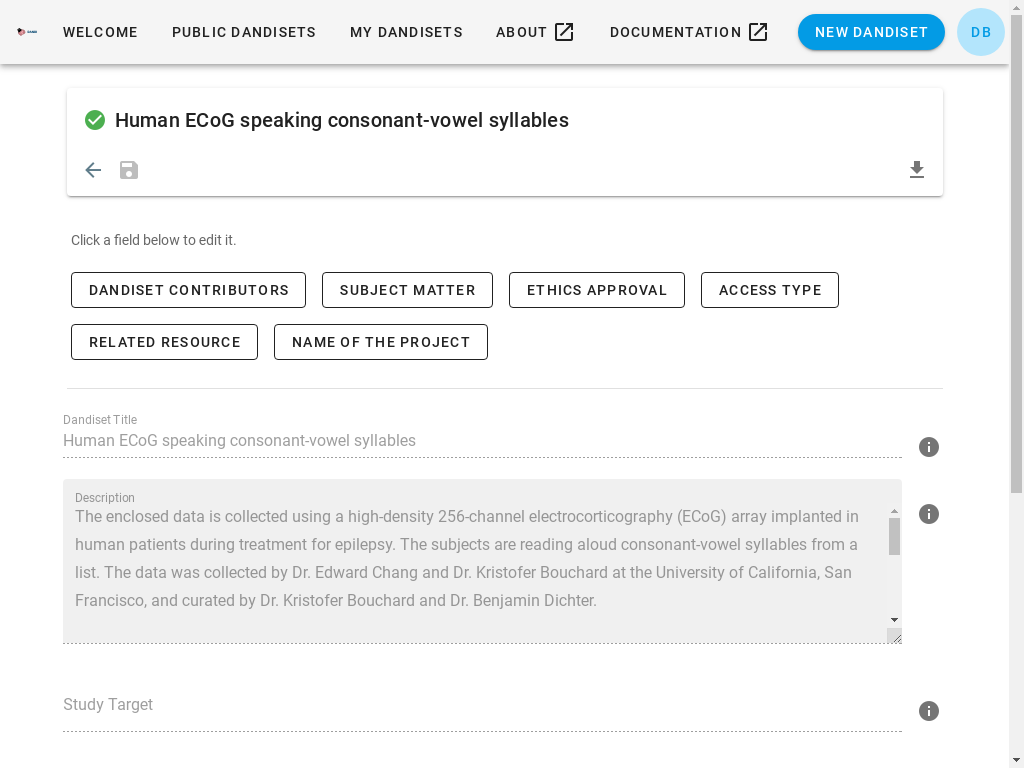 WELCOME PUBLIC DANDISETS MY DANDISETS ABOUT DOCUMENTATION NEW DANDISET DB
Human ECoG speaking consonant-vowel syllables
Click a field below to edit it.
DANDISET CONTRIBUTORS SUBJECT MATTER ETHICS APPROVAL ACCESS TYPE
RELATED RESOURCE NAME OF THE PROJECT
Dandiset Title
Human ECoG speaking consonant-vowel syllables
Description
The enclosed data is collected using a high-density 256-channel electrocorticography (ECoG) array implanted in
human patients during treatment for epilepsy. The subjects are reading aloud consonant-vowel syllables from a
list. The data was collected by Dr. Edward Chang and Dr. Kristofer Bouchard at the University of California, San
Francisco, and curated by Dr. Kristofer Bouchard and Dr. Benjamin Dichter.
Study Target